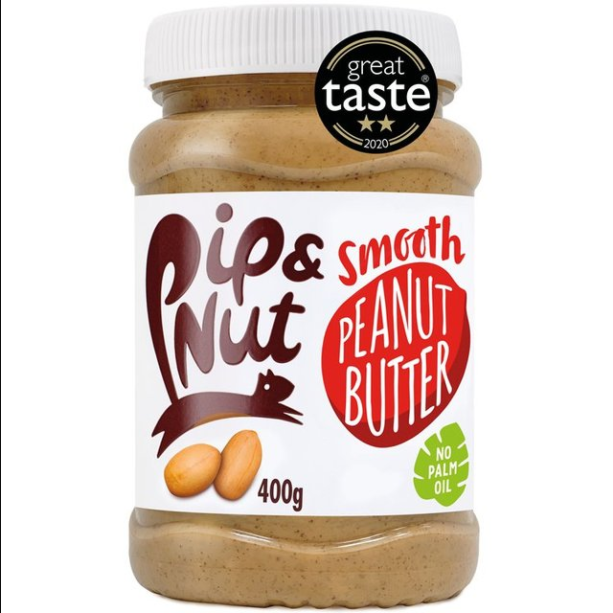 great
taste®
2020
Pip &
Nut
smooth
PEANUT
BUTTER
NO
PALM
OIL
400g